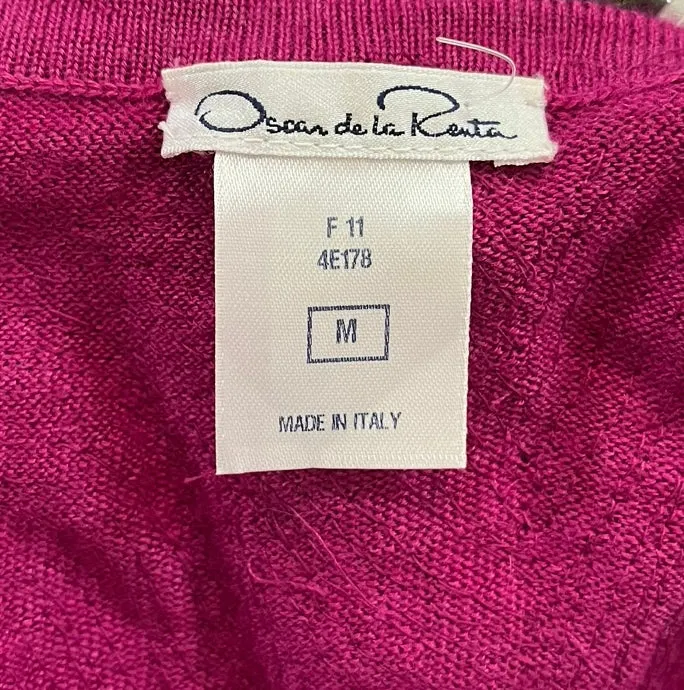 Oscar de la Renta
F 11
4E178
M
MADE IN ITALY